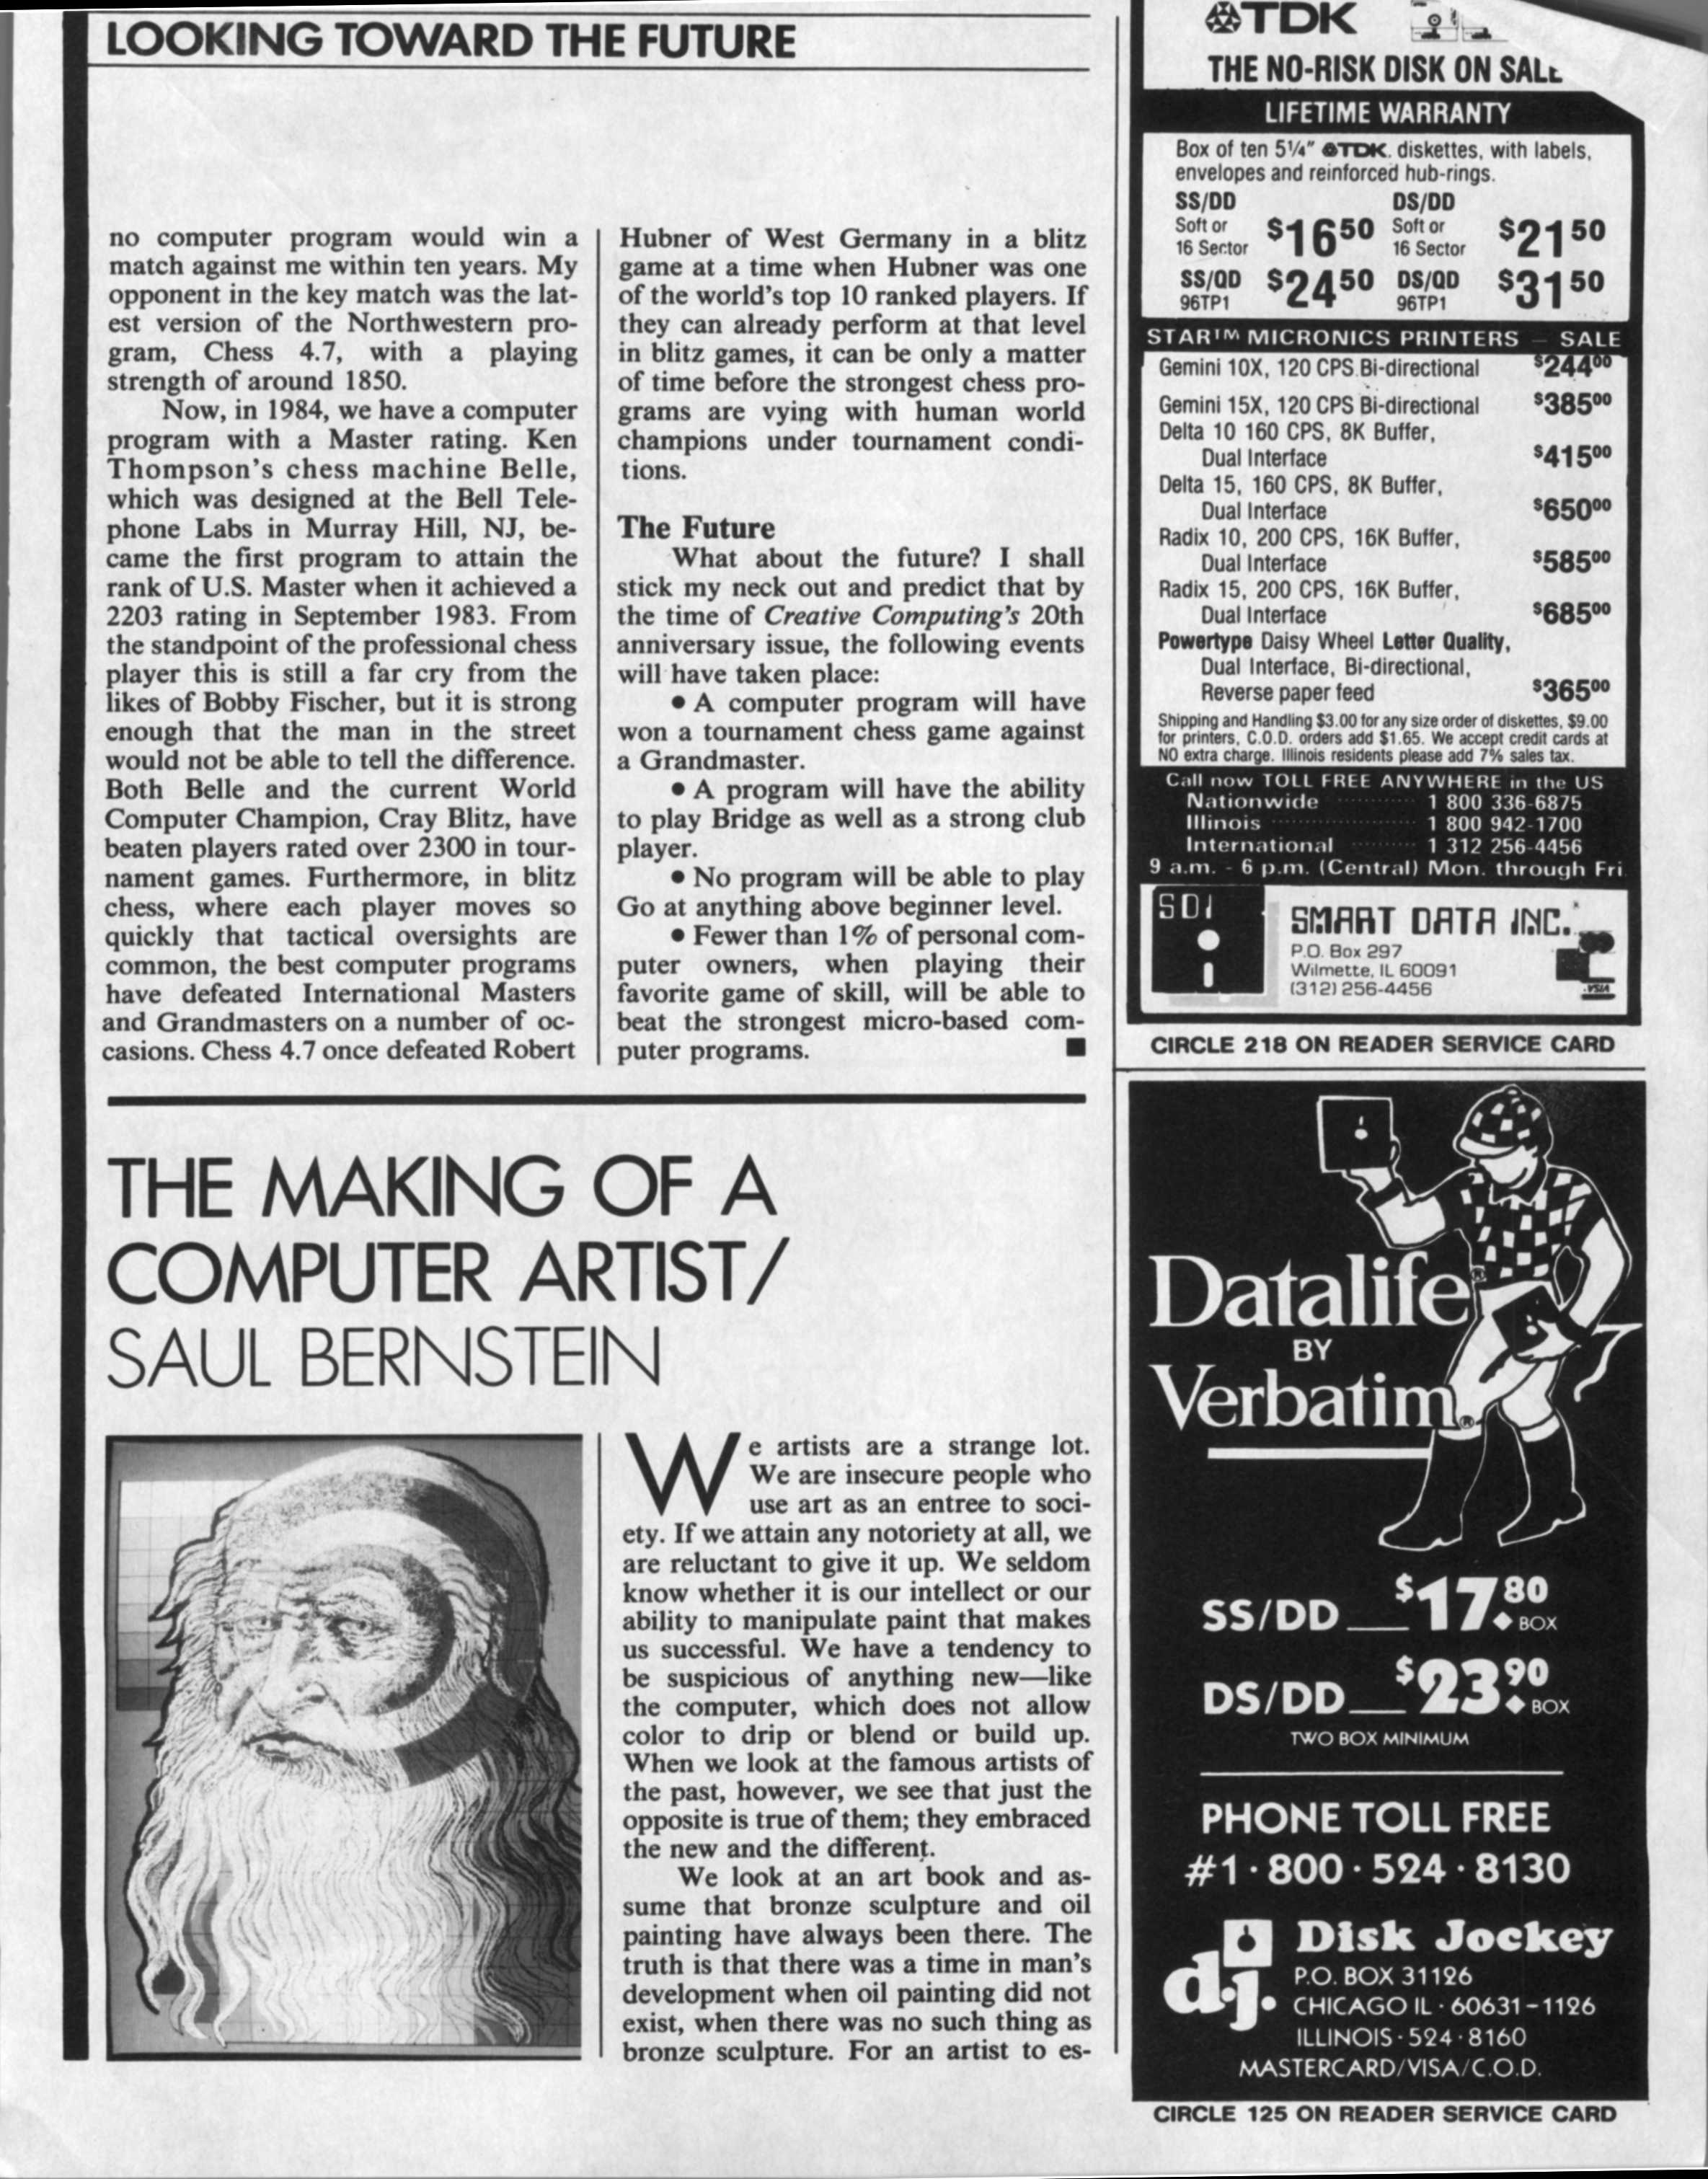 LOOKING TOWARD THE FUTURE
no computer program would win a
match against me within ten years. My
opponent in the key match was the lat-
est version of the Northwestern pro-
gram, Chess 4.7, with a playing
strength of around 1850.
Now, in 1984, we have a computer
program with a Master rating. Ken
Thompson's chess machine Belle,
which was designed at the Bell Tele-
phone Labs in Murray Hill, NJ, be-
came the first program to attain the
rank of U.S. Master when it achieved a
2203 rating in September 1983. From
the standpoint of the professional chess
player this is still a far cry from the
likes of Bobby Fischer, but it is strong
enough that the man in the street
would not be able to tell the difference.
Both Belle and the current World
Computer Champion, Cray Blitz, have
beaten players rated over 2300 in tour-
nament games. Furthermore, in blitz
chess, where each player moves so
quickly that tactical oversights are
common, the best computer programs
have defeated International Masters
and Grandmasters on a number of oc-
casions. Chess 4.7 once defeated Robert
Hubner of West Germany in a blitz
game at a time when Hubner was one
of the world's top 10 ranked players. If
they can already perform at that level
in blitz games, it can be only a matter
of time before the strongest chess pro-
grams are vying with human world
champions under tournament condi-
tions.
The Future
What about the future? I shall
stick my neck out and predict that by
the time of Creative Computing's 20th
anniversary issue, the following events
will have taken place:
• A computer program will have
won a tournament chess game against
a Grandmaster.
• A program will have the ability
to play Bridge as well as a strong club
player.
• No program will be able to play
Go at anything above beginner level.
• Fewer than 1% of personal com-
puter owners, when playing their
favorite game of skill, will be able to
beat the strongest micro-based com-
puter programs. ■
THE MAKING OF A
COMPUTER ARTIST/
SAUL BERNSTEIN
We artists are a strange lot.
We are insecure people who
use art as an entree to soci-
ety. If we attain any notoriety at all, we
are reluctant to give it up. We seldom
know whether it is our intellect or our
ability to manipulate paint that makes
us successful. We have a tendency to
be suspicious of anything new—like
the computer, which does not allow
color to drip or blend or build up.
When we look at the famous artists of
the past, however, we see that just the
opposite is true of them; they embraced
the new and the different.
We look at an art book and as-
sume that bronze sculpture and oil
painting have always been there. The
truth is that there was a time in man's
development when oil painting did not
exist, when there was no such thing as
bronze sculpture. For an artist to es-
TDK
THE NO-RISK DISK ON SALE
LIFETIME WARRANTY
Box of ten 5¼" TDK. diskettes, with labels,
envelopes and reinforced hub-rings.
SS/DD DS/DD
Soft or $16 50 Soft or $21 50
16 Sector 16 Sector
SS/QD $24 50 DS/QD $31 50
96TP1 96TP1
STAR™ MICRONICS PRINTERS – SALE
Gemini 10X, 120 CPS Bi-directional $244 00
Gemini 15X, 120 CPS Bi-directional $385 00
Delta 10 160 CPS, 8K Buffer,
Dual Interface $415 00
Delta 15, 160 CPS, 8K Buffer,
Dual Interface $650 00
Radix 10, 200 CPS, 16K Buffer,
Dual Interface $585 00
Radix 15, 200 CPS, 16K Buffer,
Dual Interface $685 00
Powertype Daisy Wheel Letter Quality,
Dual Interface, Bi-directional,
Reverse paper feed $365 00
Shipping and Handling $3.00 for any size order of diskettes, $9.00
for printers, C.O.D. orders add $1.65. We accept credit cards at
NO extra charge. Illinois residents please add 7% sales tax.
Call now TOLL FREE ANYWHERE in the US
Nationwide ........... 1 800 336-6875
Illinois .................... 1 800 942-1700
International ......... 1 312 256-4456
9 a.m. - 6 p.m. (Central) Mon. through Fri.
SDI
SMART DATA INC.
P.O. Box 297
Wilmette, IL 60091
(312) 256-4456
VISA
CIRCLE 218 ON READER SERVICE CARD
Datalife®
BY
Verbatim®
SS/DD $17.80 BOX
DS/DD $23.90 BOX
TWO BOX MINIMUM
PHONE TOLL FREE
#1·800·524·8130
d.j.
Disk Jockey
P.O. BOX 31126
CHICAGO IL · 60631-1126
ILLINOIS · 524 · 8160
MASTERCARD/VISA/C.O.D.
CIRCLE 125 ON READER SERVICE CARD